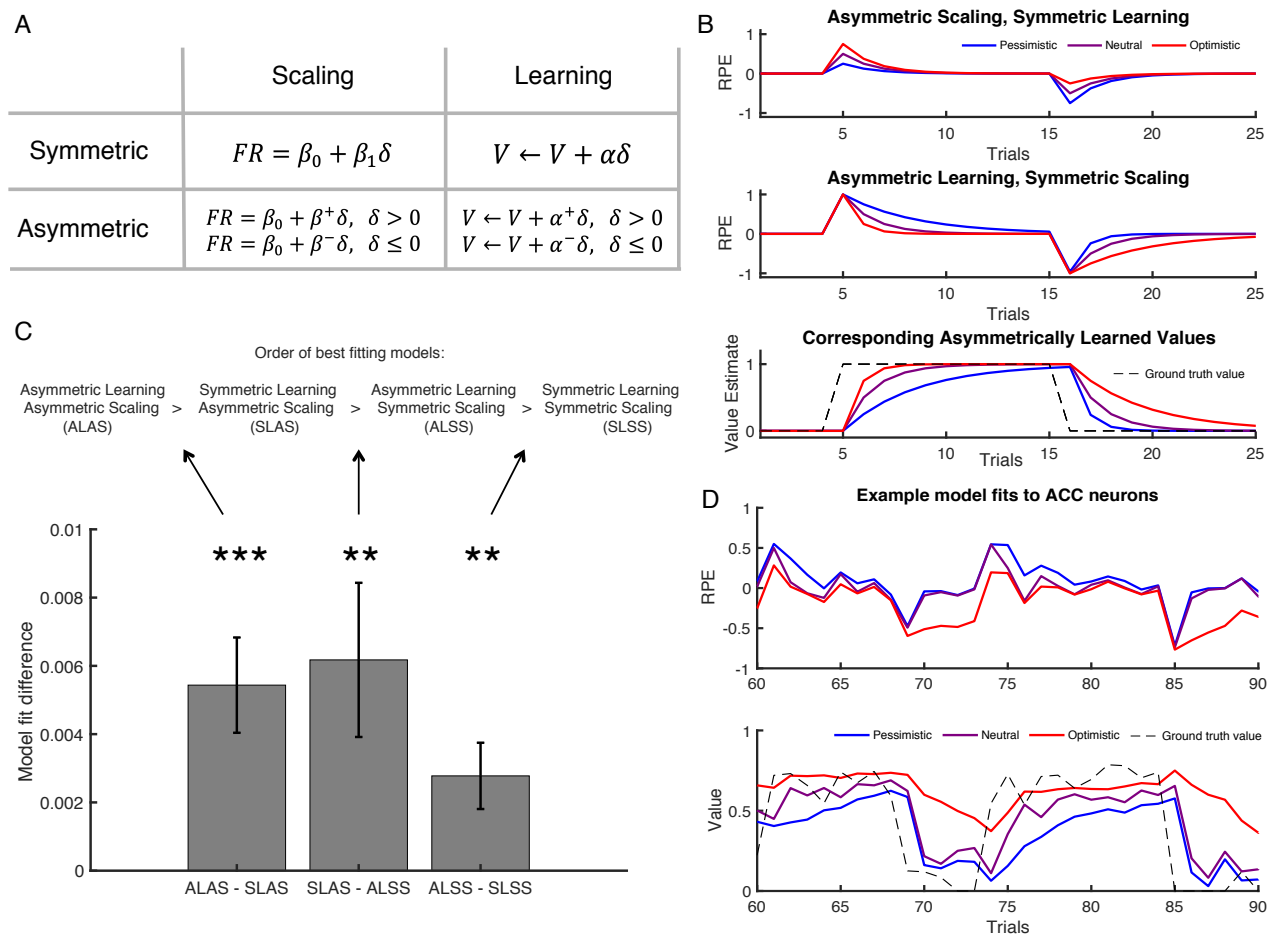 A
Scaling Learning
Symmetric FR = β₀ + β₁δ V ← V + αδ
Asymmetric
FR = β₀ + β⁺δ, δ > 0 V ← V + α⁺δ, δ > 0
FR = β₀ + β⁻δ, δ ≤ 0 V ← V + α⁻δ, δ ≤ 0
B
Asymmetric Scaling, Symmetric Learning
Pessimistic Neutral Optimistic
RPE
1
0
-1
5 10 15 20 25
Trials
Asymmetric Learning, Symmetric Scaling
RPE
1
0
-1
5 10 15 20 25
Trials
Corresponding Asymmetrically Learned Values
Ground truth value
Value Estimate
1
0
5 10 15 20 25
Trials
C
Order of best fitting models:
Asymmetric Learning Symmetric Learning Asymmetric Learning Symmetric Learning
Asymmetric Scaling > Asymmetric Scaling > Symmetric Scaling > Symmetric Scaling
(ALAS) (SLAS) (ALSS) (SLSS)
*** ** **
Model fit difference
0.01
0.008
0.006
0.004
0.002
0
ALAS - SLAS SLAS - ALSS ALSS - SLSS
D
Example model fits to ACC neurons
RPE
1
0.5
0
-0.5
-1
60 65 70 75 80 85 90
Pessimistic Neutral Optimistic Ground truth value
Value
1
0.5
0
60 65 70 75 80 85 90
Trials